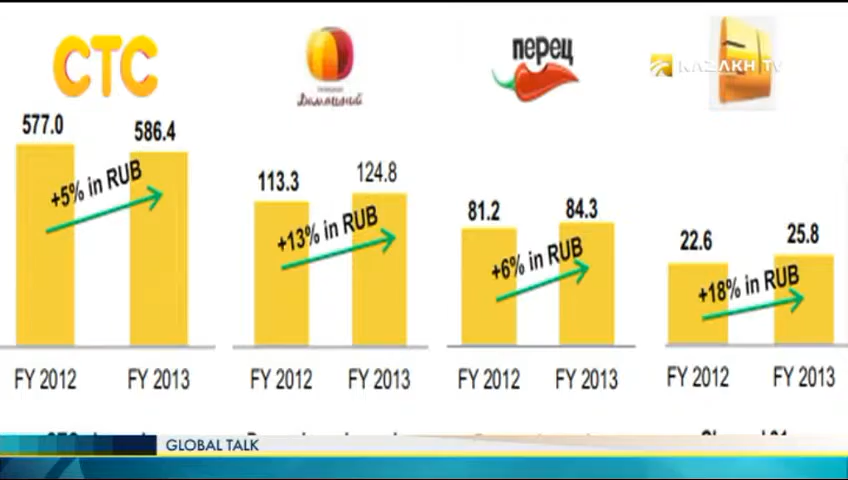 СТС
Домашний
перец
KAZAKH TV
577.0
586.4
+5% in RUB
FY 2012
FY 2013
113.3
124.8
+13% in RUB
FY 2012
FY 2013
81.2
84.3
+6% in RUB
FY 2012
FY 2013
22.6
25.8
+18% in RUB
FY 2012
FY 2013
GLOBAL TALK